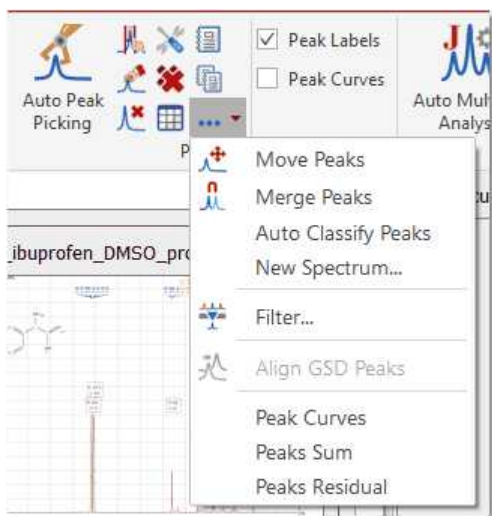 Peak Labels
Peak Curves
Auto Peak
Picking
Auto Mul
Analys
P
Move Peaks
Merge Peaks
Auto Classify Peaks
New Spectrum...
_ibuprofen_DMSO_pro
Filter...
Align GSD Peaks
Peak Curves
Peaks Sum
Peaks Residual